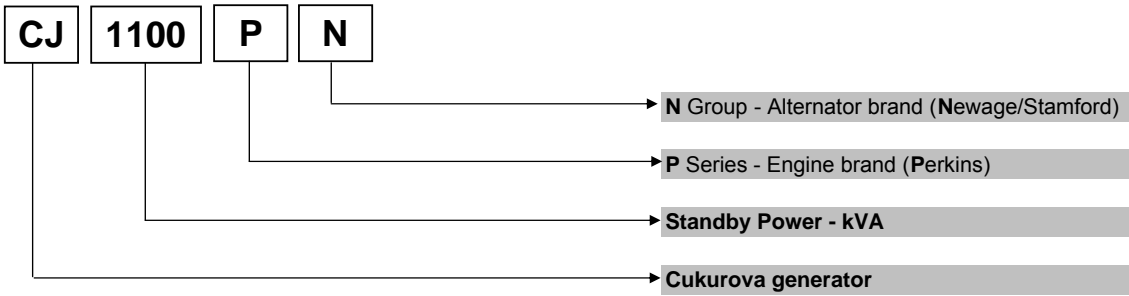 CJ 1100 P N
N Group - Alternator brand (Newage/Stamford)
P Series - Engine brand (Perkins)
Standby Power - kVA
Cukurova generator